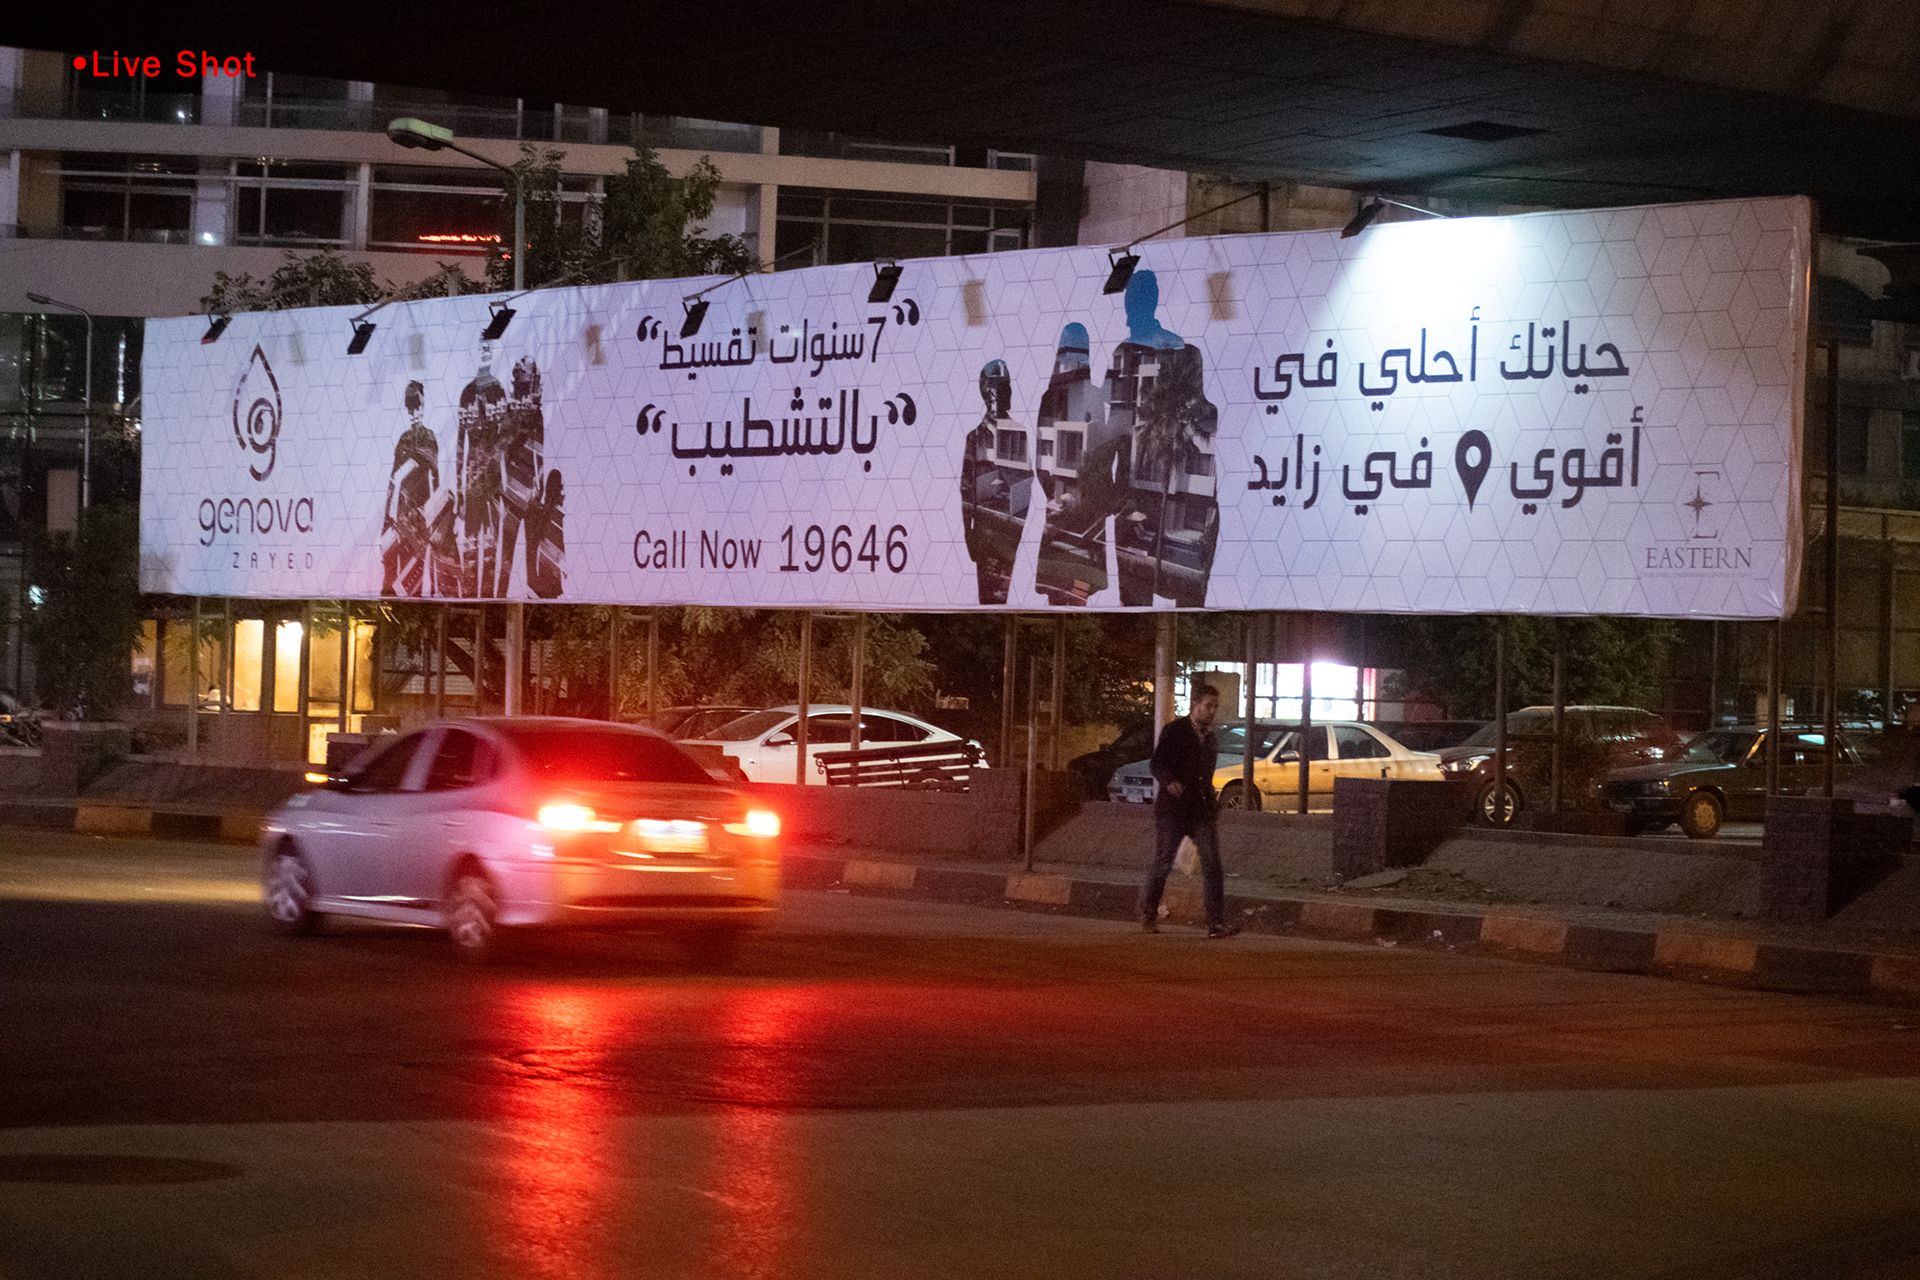 •Live Shot
حياتك أحلي في
أقوي في زايد
E
EASTERN
"7سنوات تقسيط"
"بالتشطيب"
Call Now 19646
genova
ZAYED